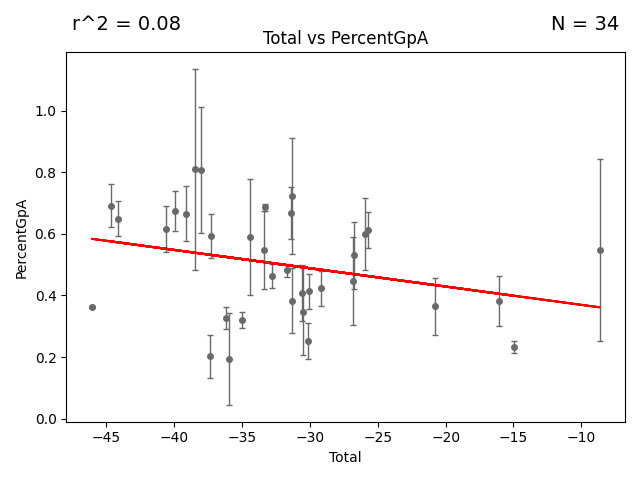 r^2 = 0.08
N = 34
Total vs PercentGpA
PercentGpA
1.0
0.8
0.6
0.4
0.2
0.0
−45 −40 −35 −30 −25 −20 −15 −10
Total